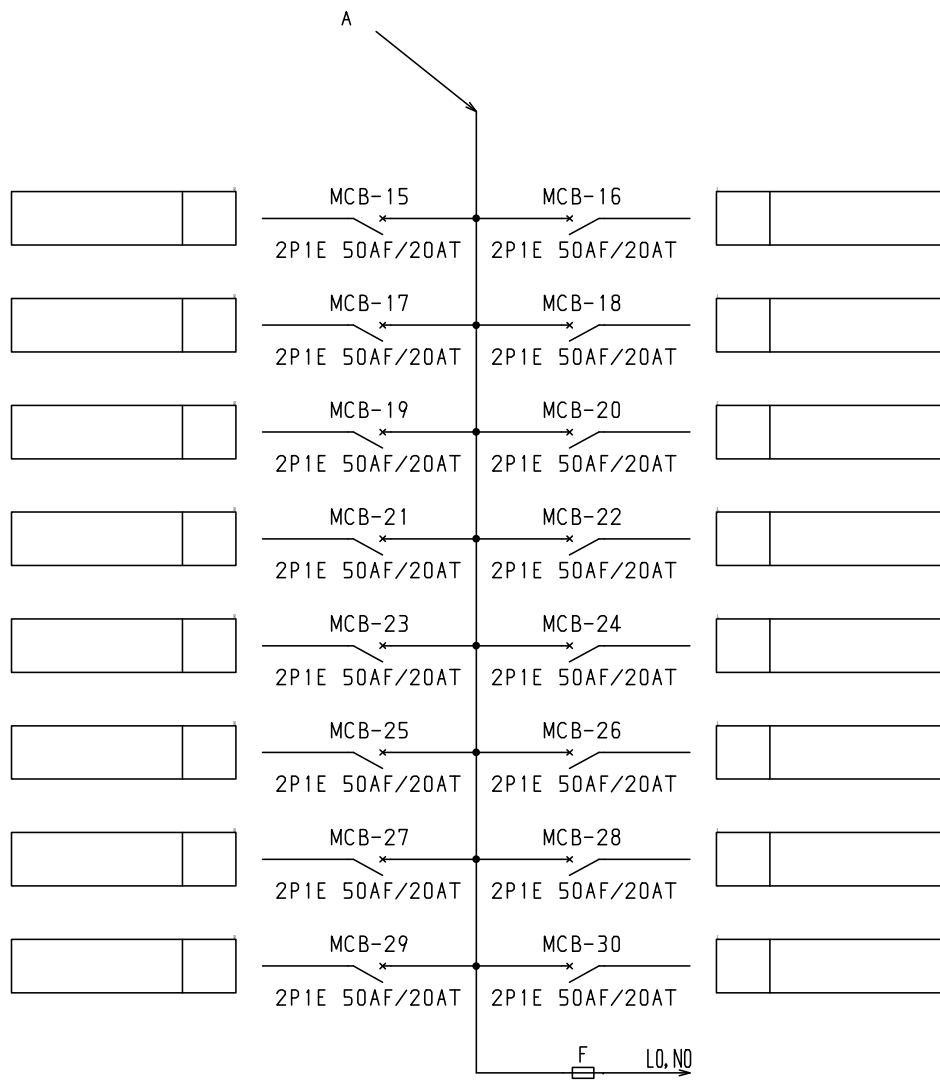 A
MCB-15 MCB-16
2P1E 50AF/20AT 2P1E 50AF/20AT
MCB-17 MCB-18
2P1E 50AF/20AT 2P1E 50AF/20AT
MCB-19 MCB-20
2P1E 50AF/20AT 2P1E 50AF/20AT
MCB-21 MCB-22
2P1E 50AF/20AT 2P1E 50AF/20AT
MCB-23 MCB-24
2P1E 50AF/20AT 2P1E 50AF/20AT
MCB-25 MCB-26
2P1E 50AF/20AT 2P1E 50AF/20AT
MCB-27 MCB-28
2P1E 50AF/20AT 2P1E 50AF/20AT
MCB-29 MCB-30
2P1E 50AF/20AT 2P1E 50AF/20AT
F L0,N0